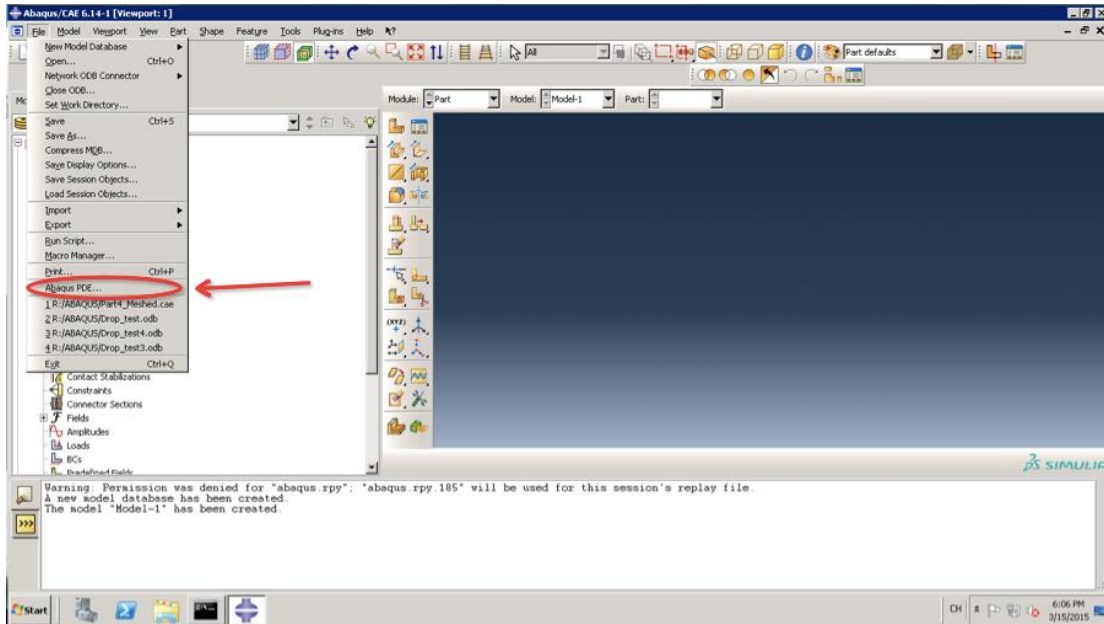 Abaqus/CAE 6.14-1 [Viewport: 1]
File Model Viewport View Part Shape Feature Tools Plug-ins Help
New Model Database
Open... Ctrl+O
Network ODB Connector
Close ODB...
Set Work Directory...
Save Ctrl+S
Save As...
Compress MDB...
Save Display Options...
Save Session Objects...
Load Session Objects...
Import
Export
Run Script...
Macro Manager...
Print... Ctrl+P
Abaqus PDE...
1 R:/ABAQUS/Part4_Meshed.cae
2 R:/ABAQUS/Drop_test.odb
3 R:/ABAQUS/Drop_test4.odb
4 R:/ABAQUS/Drop_test3.odb
Exit Ctrl+Q
All
Part defaults
Module: Part Model: Model-1 Part:
(XYZ)
Contact Stabilizations
Constraints
Connector Sections
Fields
Amplitudes
Loads
BCs
Predefined Fields
SIMULIA
Warning: Permission was denied for "abaqus.rpy"; "abaqus.rpy.185" will be used for this session's replay file.
A new model database has been created.
The model "Model-1" has been created.
>>>
Start
CH
6:06 PM
3/15/2015